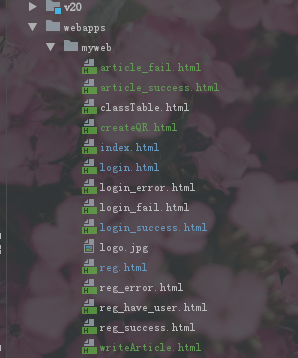 v20
webapps
myweb
article_fail.html
article_success.html
classTable.html
createQR.html
index.html
login.html
login_error.html
login_fail.html
login_success.html
logo.jpg
reg.html
reg_error.html
reg_have_user.html
reg_success.html
writeArticle.html